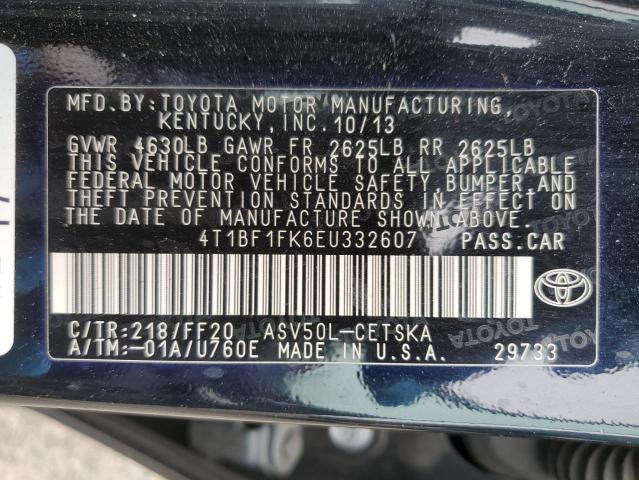 MFD.BY:TOYOTA MOTOR MANUFACTURING,
KENTUCKY,INC.10/13
GVWR 4630LB GAWR FR 2625LB RR 2625LB
THIS VEHICLE CONFORMS TO ALL APPLICABLE
FEDERAL MOTOR VEHICLE SAFETY,BUMPER,AND
THEFT PREVENTION STANDARDS IN EFFECT ON
THE DATE OF MANUFACTURE SHOWN ABOVE.
4T1BF1FK6EU332607 PASS.CAR
C/TR:218/FF20 ASV50L-CETSKA
A/TM:-01A/U760E MADE IN U.S.A. 29733